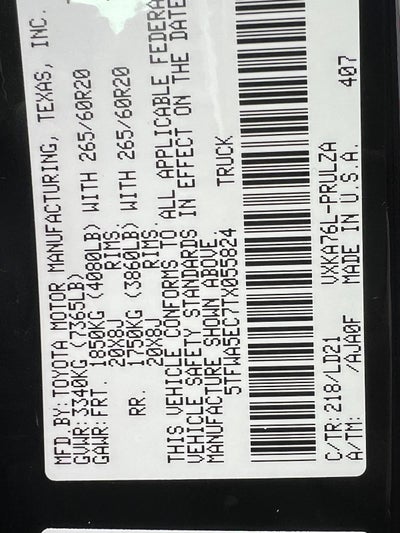 MFD.BY:TOYOTA MOTOR MANUFACTURING, TEXAS, INC.
GVWR:3340KG (7365LB)
GAWR:FRT. 1850KG (4080LB) WITH 265/60R20
20X8J RIMS.
RR. 1750KG (3860LB) WITH 265/60R20
20X8J RIMS.
THIS VEHICLE CONFORMS TO ALL APPLICABLE FEDERA
VEHICLE SAFETY STANDARDS IN EFFECT ON THE DATE
MANUFACTURE SHOWN ABOVE
5TFWA5EC7TX055824 TRUCK
VXKA76L-PRULZA
C/TR:218/LD21 MADE IN U.S.A. 407
A/TM: /AJA0F